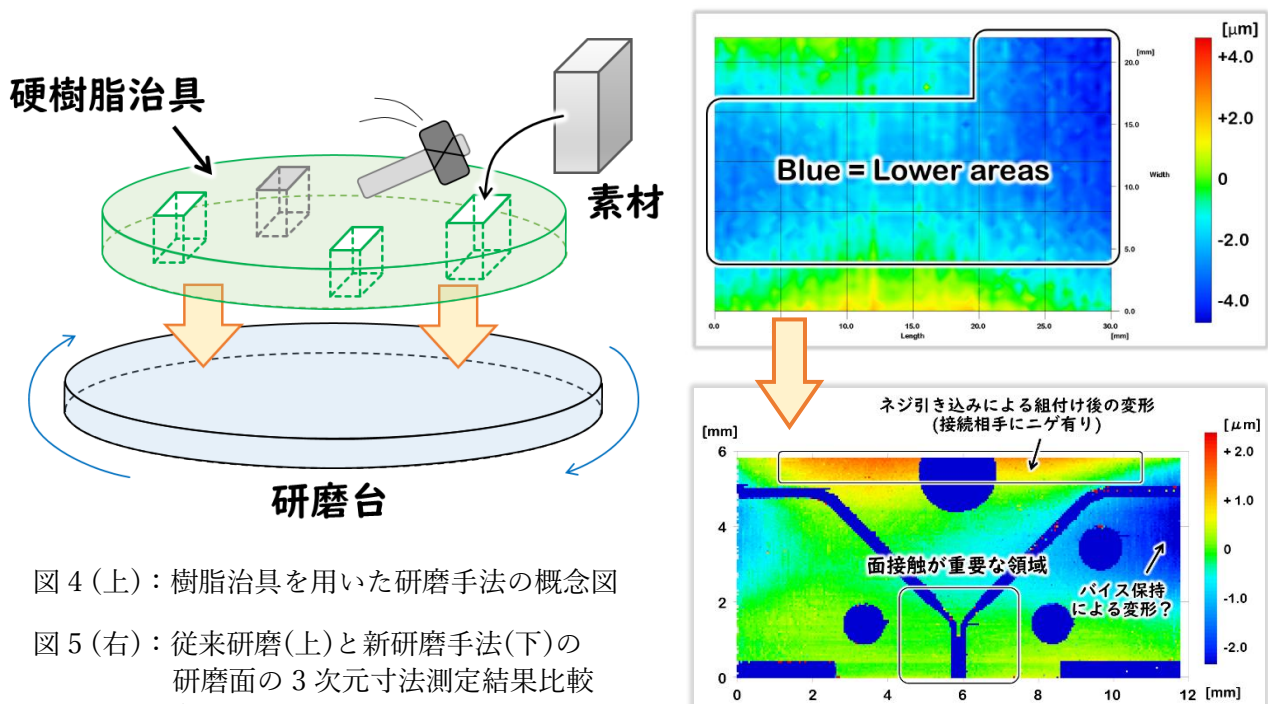 硬樹脂治具
素材
研磨台
図 4 (上)：樹脂治具を用いた研磨手法の概念図
図 5 (右)：従来研磨(上)と新研磨手法(下)の
研磨面の 3 次元寸法測定結果比較
[μm]
+4.0
+2.0
0
-2.0
-4.0
[mm]
20.0
15.0
10.0
Width
5.0
0.0
Blue = Lower areas
0.0
10.0
15.0
20.0
25.0
30.0
Length
[mm]
ネジ引き込みによる組付け後の変形
(接続相手にニゲ有り)
[mm]
6
4
2
0
面接触が重要な領域
バイス保持
による変形？
[μm]
+ 2.0
+ 1.0
0
-1.0
-2.0
0
2
4
6
8
10
12 [mm]